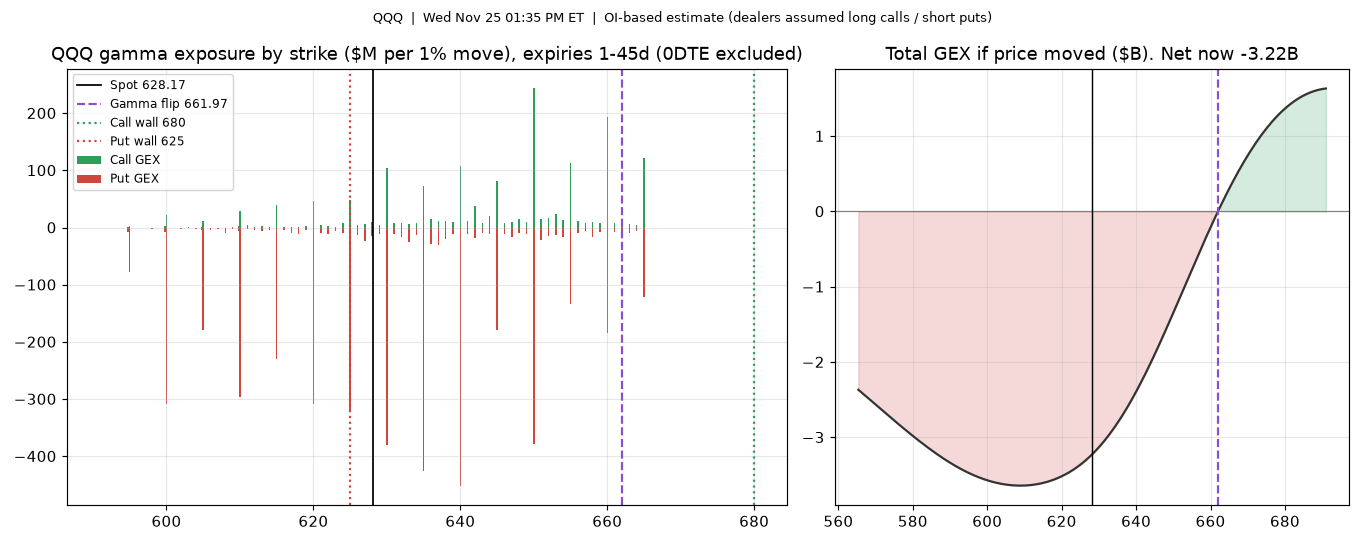 QQQ | Wed Nov 25 01:35 PM ET | OI-based estimate (dealers assumed long calls / short puts)
QQQ gamma exposure by strike ($M per 1% move), expiries 1-45d (0DTE excluded)
Spot 628.17
Gamma flip 661.97
Call wall 680
Put wall 625
Call GEX
Put GEX
200
100
0
−100
−200
−300
−400
600
620
640
660
680
Total GEX if price moved ($B). Net now -3.22B
1
0
−1
−2
−3
560
580
600
620
640
660
680